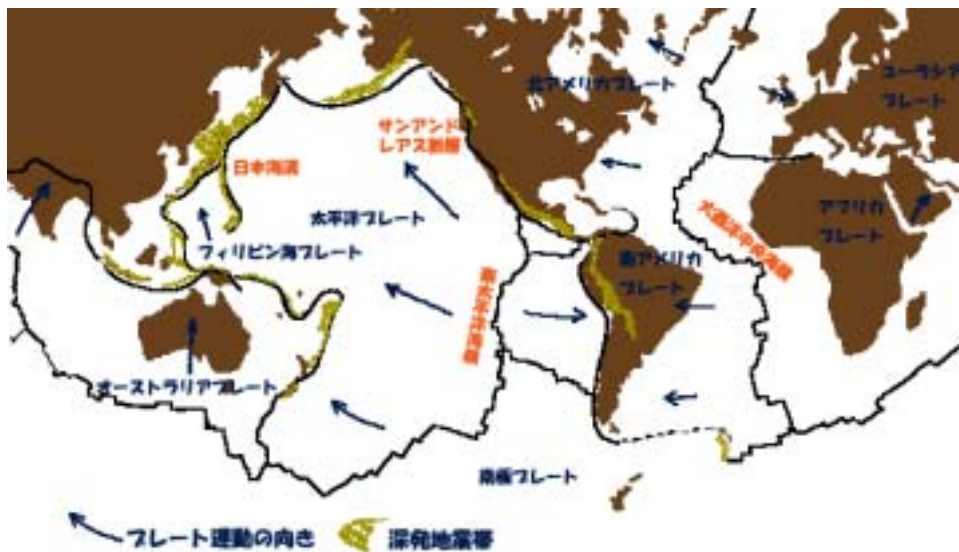 北アメリカプレート
ユーラシア
プレート
サンアンド
レアス断層
日本海溝
太平洋プレート
フィリピン海プレート
大西洋中央海嶺
アフリカ
プレート
南アメリカ
プレート
東太平洋海嶺
オーストラリアプレート
南極プレート
プレート運動の向き
深発地震帯